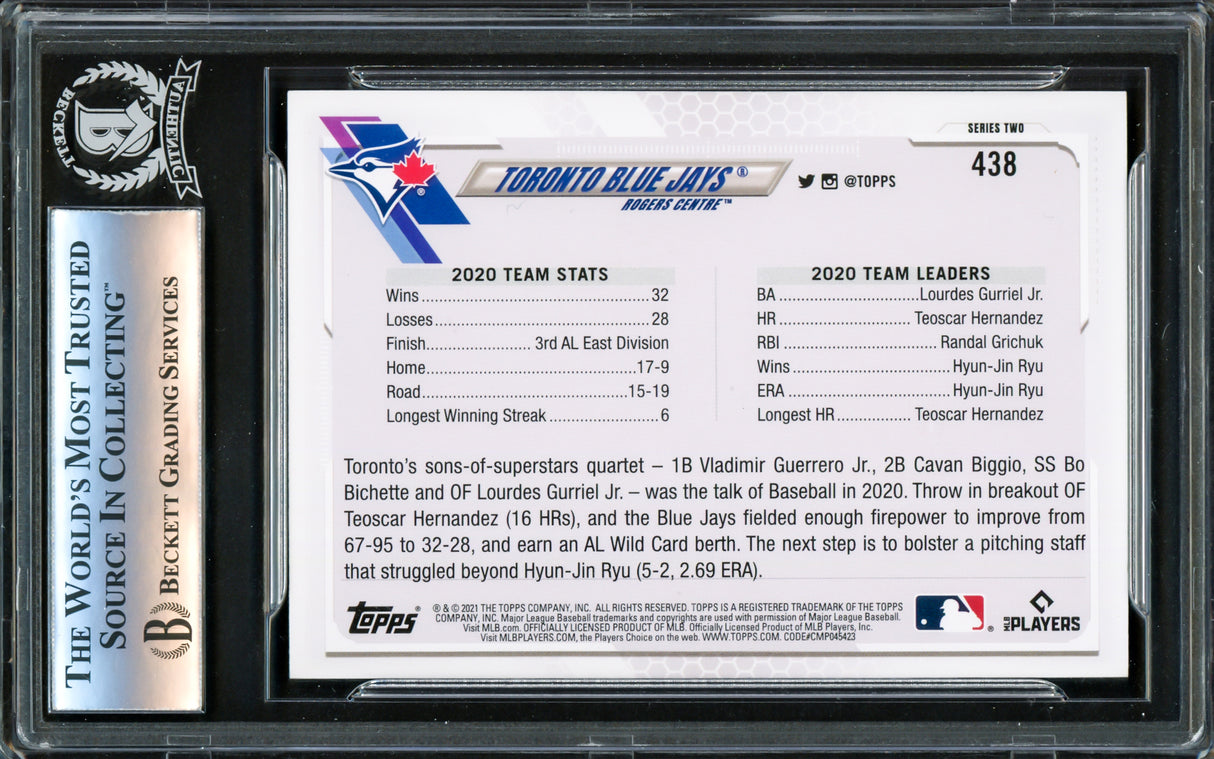 BECKETT
AUTHENTIC
B
THE WORLD'S MOST TRUSTED
SOURCE IN COLLECTING™
B BECKETT GRADING SERVICES
SERIES TWO
438
TORONTO BLUE JAYS®
ROGERS CENTRE™
@TOPPS
2020 TEAM STATS
Wins 32
Losses 28
Finish 3rd AL East Division
Home 17-9
Road 15-19
Longest Winning Streak 6
2020 TEAM LEADERS
BA Lourdes Gurriel Jr.
HR Teoscar Hernandez
RBI Randal Grichuk
Wins Hyun-Jin Ryu
ERA Hyun-Jin Ryu
Longest HR Teoscar Hernandez
Toronto's sons-of-superstars quartet – 1B Vladimir Guerrero Jr., 2B Cavan Biggio, SS Bo
Bichette and OF Lourdes Gurriel Jr. – was the talk of Baseball in 2020. Throw in breakout OF
Teoscar Hernandez (16 HRs), and the Blue Jays fielded enough firepower to improve from
67-95 to 32-28, and earn an AL Wild Card berth. The next step is to bolster a pitching staff
that struggled beyond Hyun-Jin Ryu (5-2, 2.69 ERA).
Topps®
® & © 2021 THE TOPPS COMPANY, INC. ALL RIGHTS RESERVED. TOPPS IS A REGISTERED TRADEMARK OF THE TOPPS
COMPANY, INC. Major League Baseball trademarks and copyrights are used with permission of Major League Baseball.
Visit MLB.com. OFFICIALLY LICENSED PRODUCT OF MLB. Officially Licensed Product of MLB Players, Inc.
Visit MLBPLAYERS.COM, the Players Choice on the web. WWW.TOPPS.COM. CODE#CMP045423
MLB PLAYERS